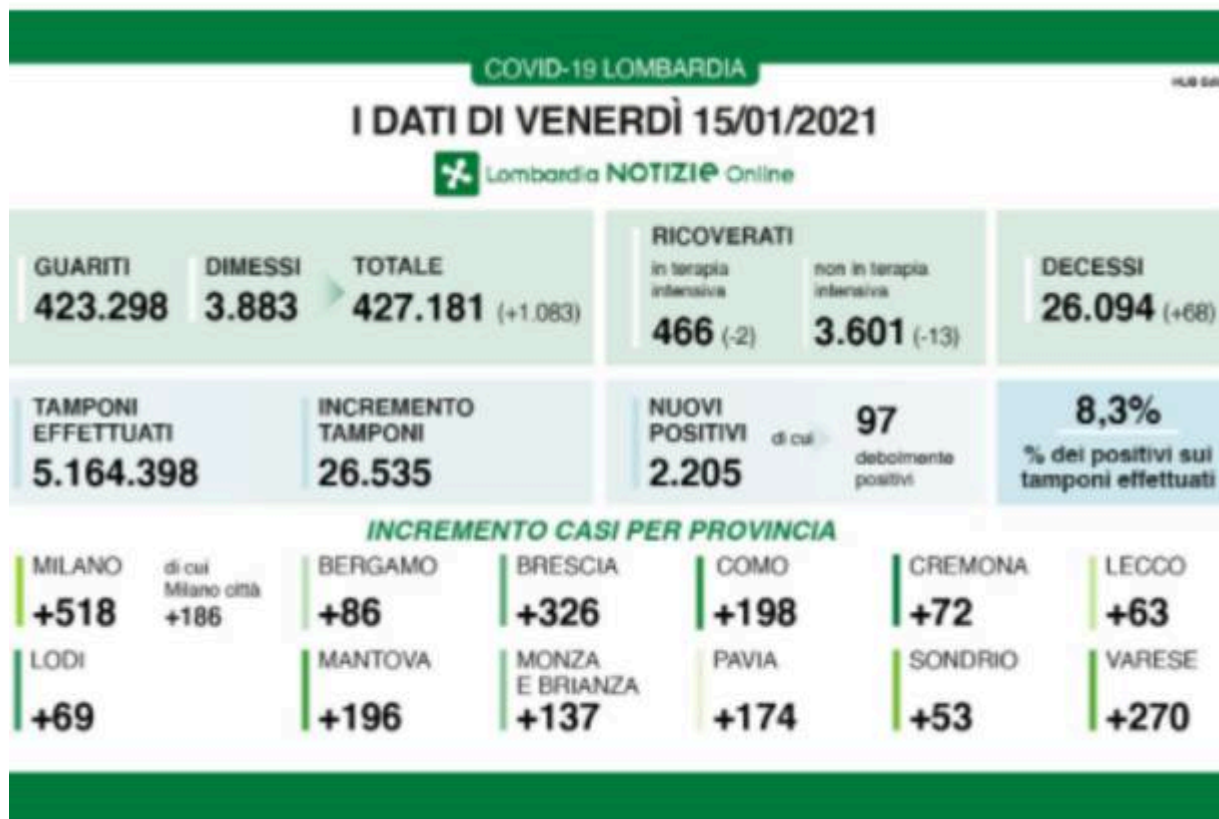 COVID-19 LOMBARDIA
I DATI DI VENERDÌ 15/01/2021
Lombardia NOTIZIE Online
GUARITI
423.298
DIMESSI
3.883
TOTALE
427.181 (+1.083)
RICOVERATI
in terapia
intensiva
466 (-2)
non in terapia
intensiva
3.601 (-13)
DECESSI
26.094 (+68)
TAMPONI
EFFETTUATI
5.164.398
INCREMENTO
TAMPONI
26.535
NUOVI
POSITIVI
2.205
di cui
97
debolmente
positivi
8,3%
% dei positivi sui
tamponi effettuati
INCREMENTO CASI PER PROVINCIA
MILANO
+518
di cui
Milano città
+186
BERGAMO
+86
BRESCIA
+326
COMO
+198
CREMONA
+72
LECCO
+63
LODI
+69
MANTOVA
+196
MONZA
E BRIANZA
+137
PAVIA
+174
SONDRIO
+53
VARESE
+270